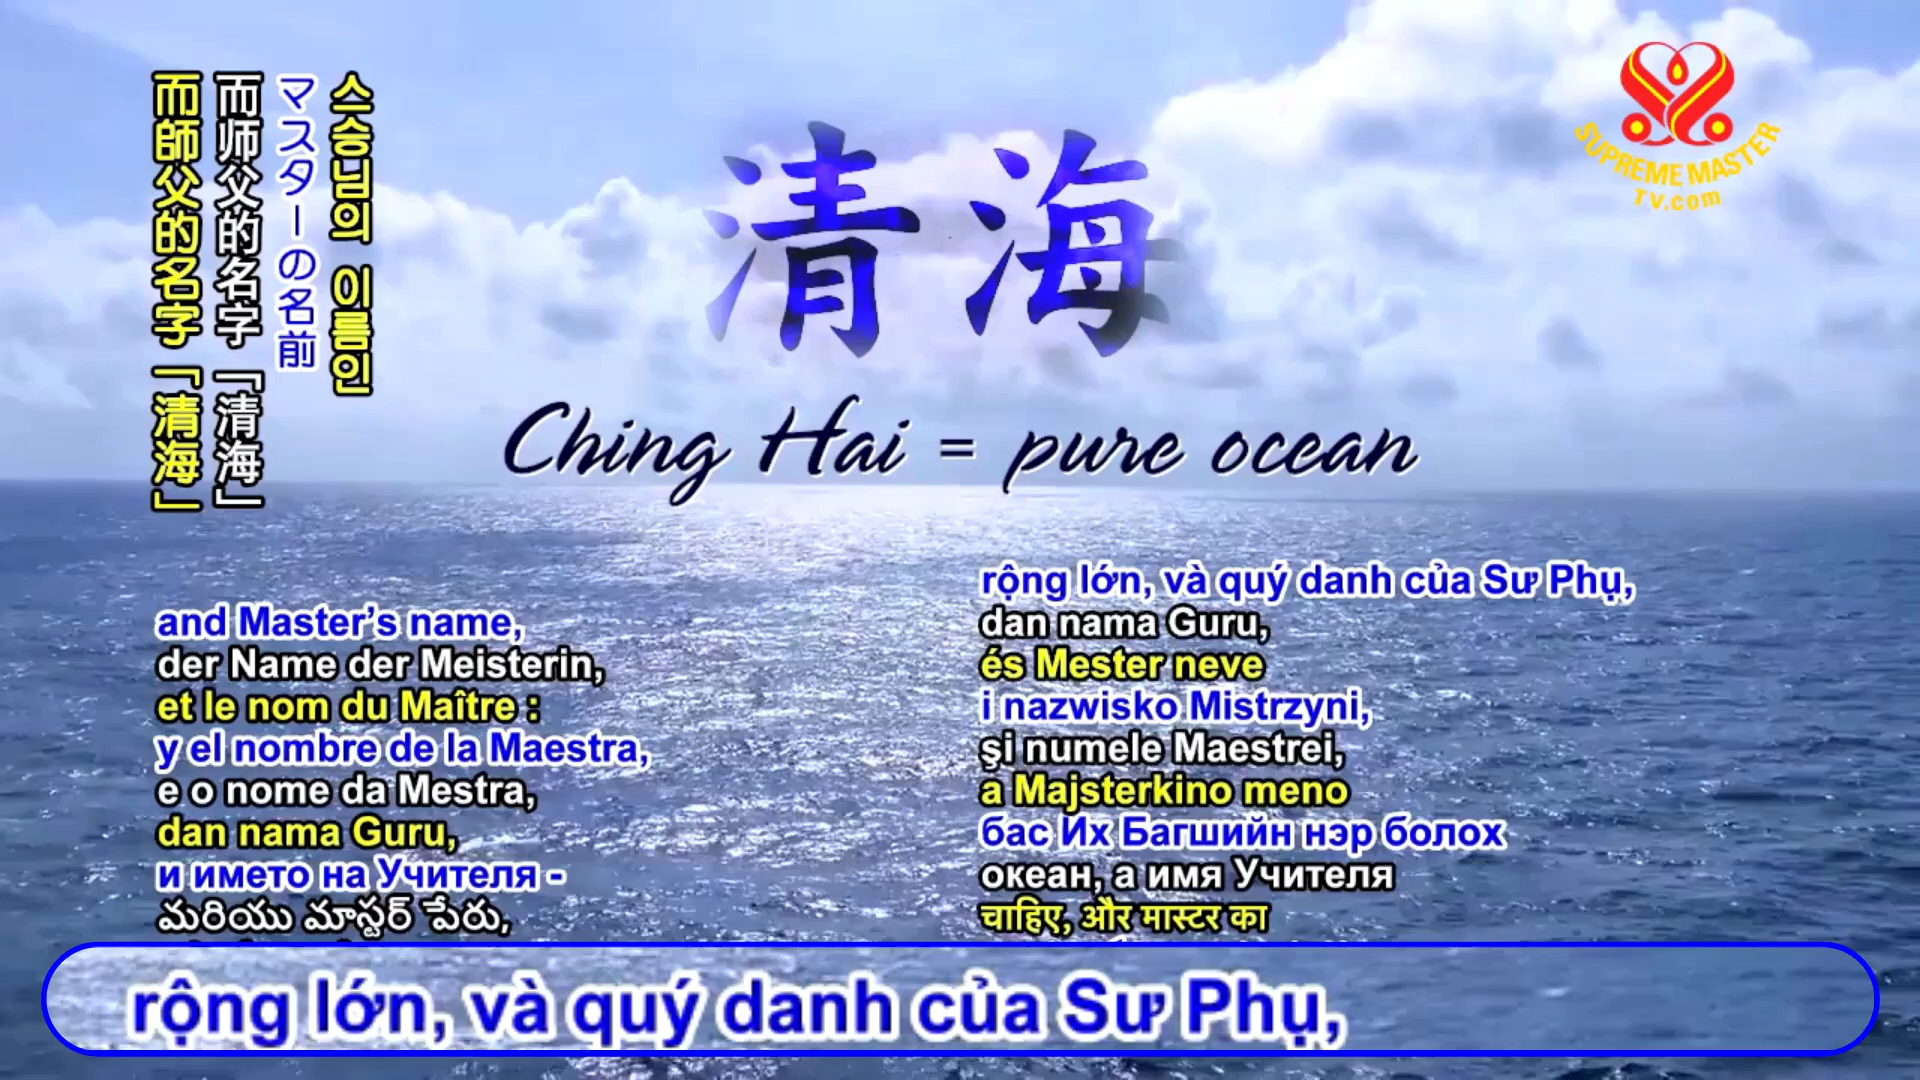 스승님의 이름인
マスターの名前
而师父的名字「清海」
而師父的名字「清海」
清海
SUPREME MASTER
TV.com
Ching Hai = pure ocean
and Master’s name,
der Name der Meisterin,
et le nom du Maître :
y el nombre de la Maestra,
e o nome da Mestra,
dan nama Guru,
и името на Учителя -
మరియు మాస్టర్ పేరు,
rộng lớn, và quý danh của Sư Phụ,
dan nama Guru,
és Mester neve
i nazwisko Mistrzyni,
şi numele Maestrei,
a Majsterkino meno
бас Их Багшийн нэр болох
океан, а имя Учителя
चाहिए, और मास्टर का
rộng lớn, và quý danh của Sư Phụ,